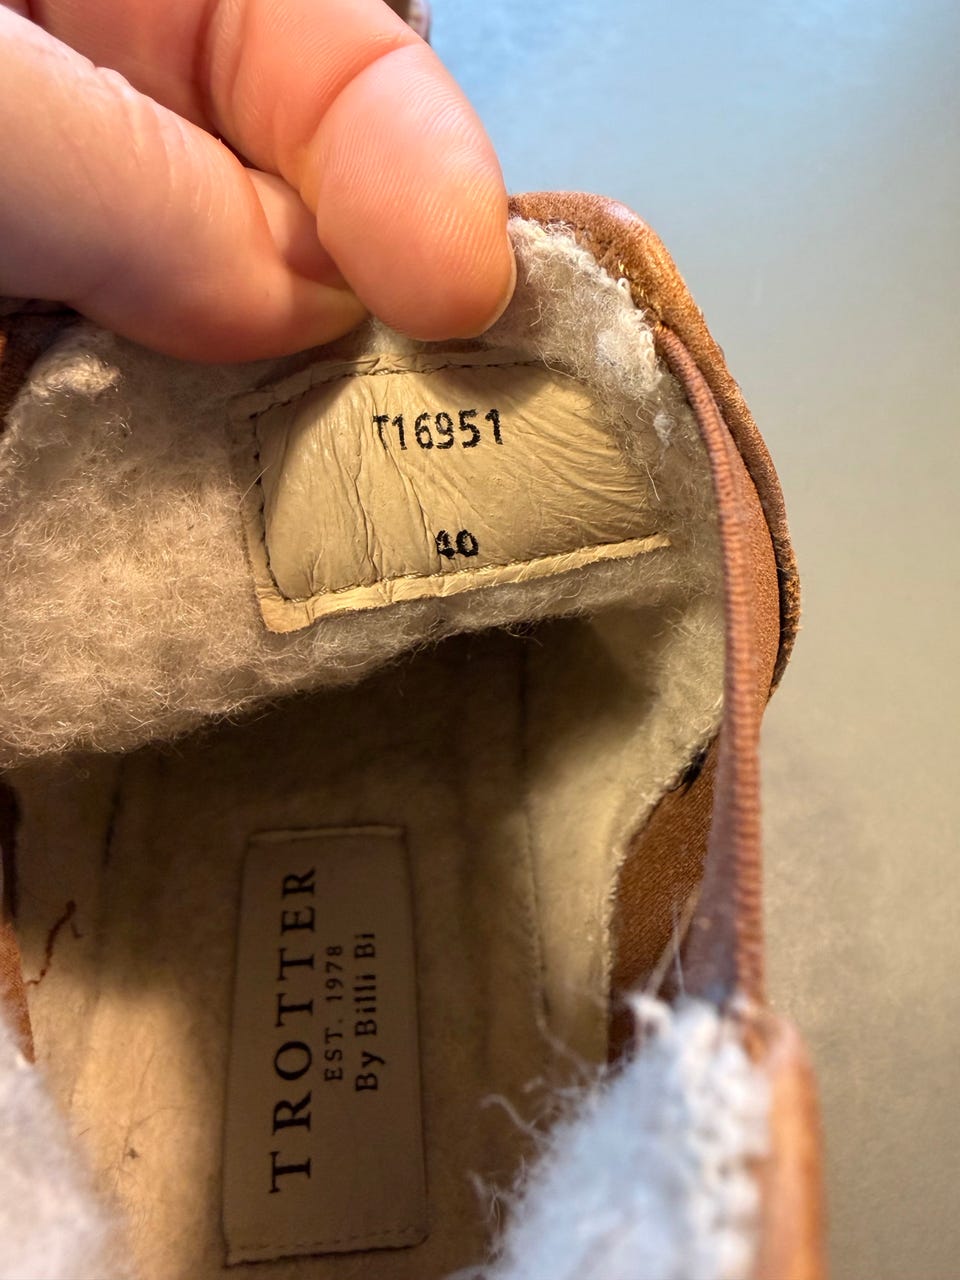 T16951
40
TROTTER
EST. 1978
By Billi Bi